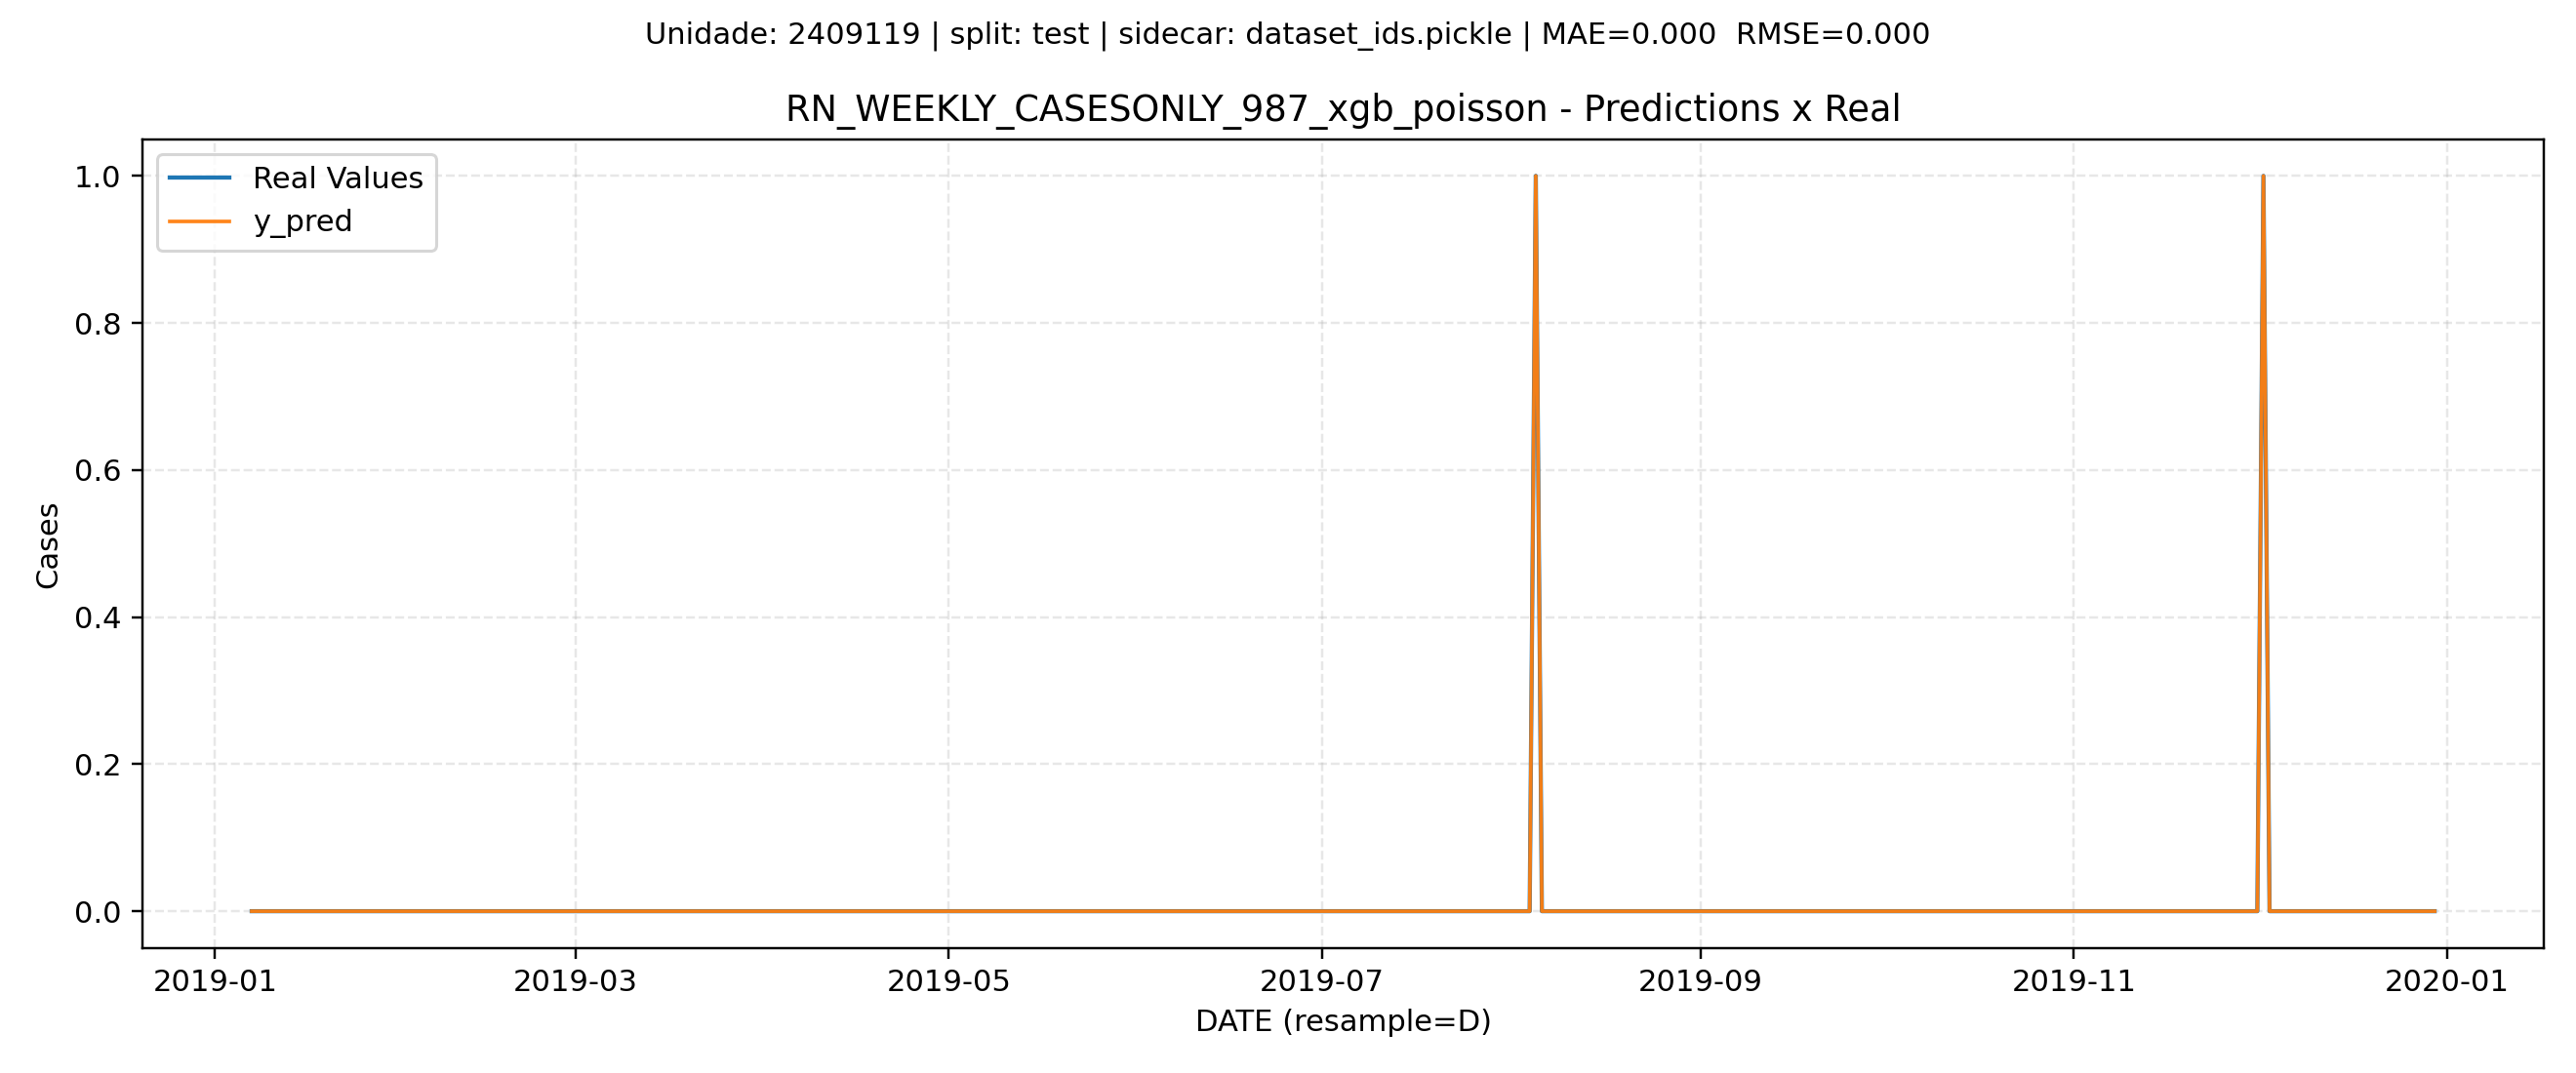 Unidade: 2409119 | split: test | sidecar: dataset_ids.pickle | MAE=0.000  RMSE=0.000
RN_WEEKLY_CASESONLY_987_xgb_poisson - Predictions x Real
Real Values
y_pred
1.0
0.8
0.6
0.4
0.2
0.0
Cases
2019-01 2019-03 2019-05 2019-07 2019-09 2019-11 2020-01
DATE (resample=D)